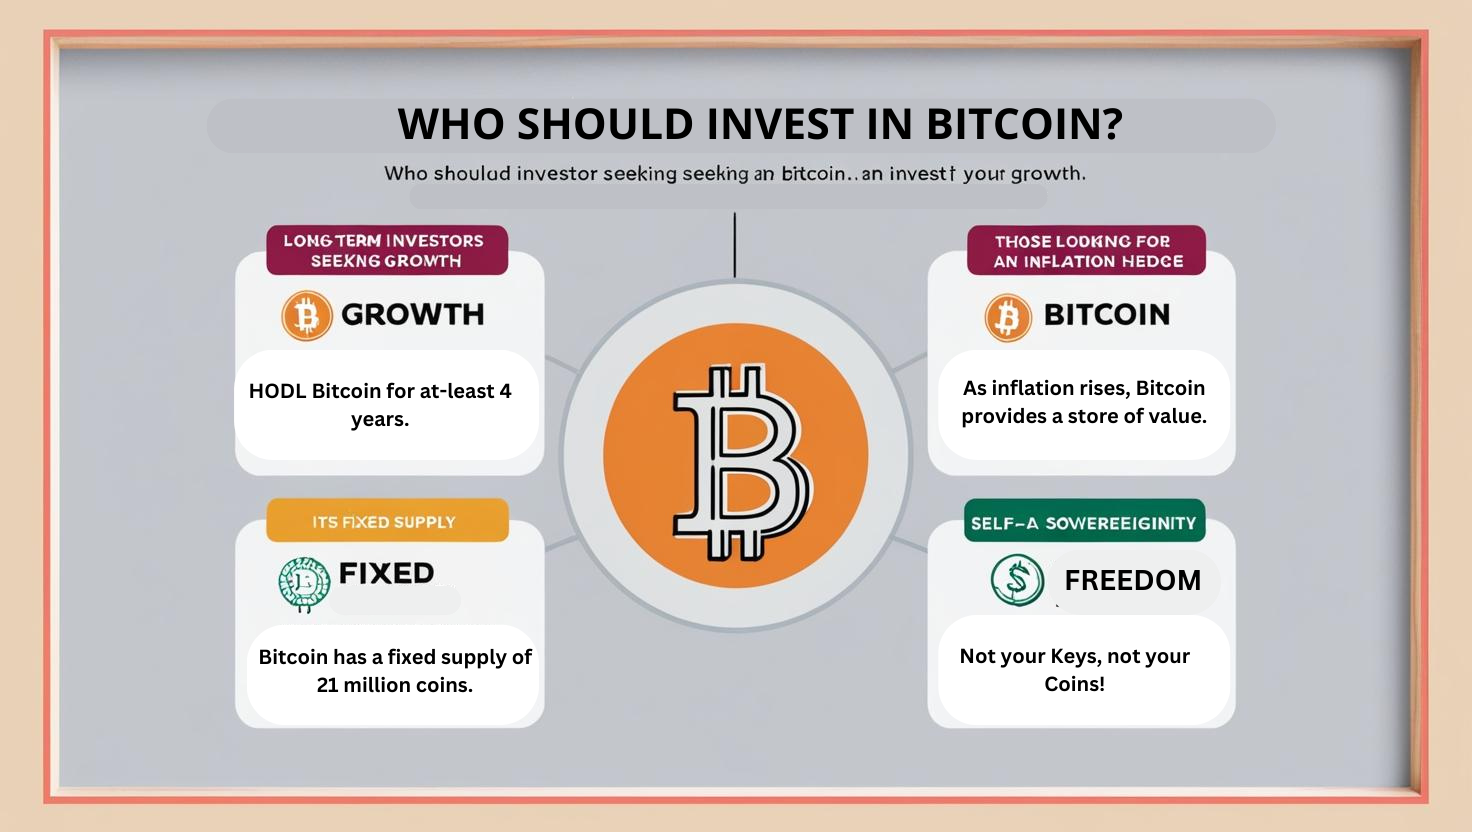 WHO SHOULD INVEST IN BITCOIN?
Who shoulad investor seeking seeking an bitcoin..an invest† your growth.
LONG TERM INVESTORS
SEEKNG GROWTH
GROWTH
HODL Bitcoin for at-least 4
years.
THOSE LOOKNG FOR
AN INFLATION HEDCE
BITCOIN
As inflation rises, Bitcoin
provides a store of value.
ITS FIXED SUPPLY
FIXED
Bitcoin has a fixed supply of
21 million coins.
SELF-A SOWEREEIGINITY
FREEDOM
Not your Keys, not your
Coins!